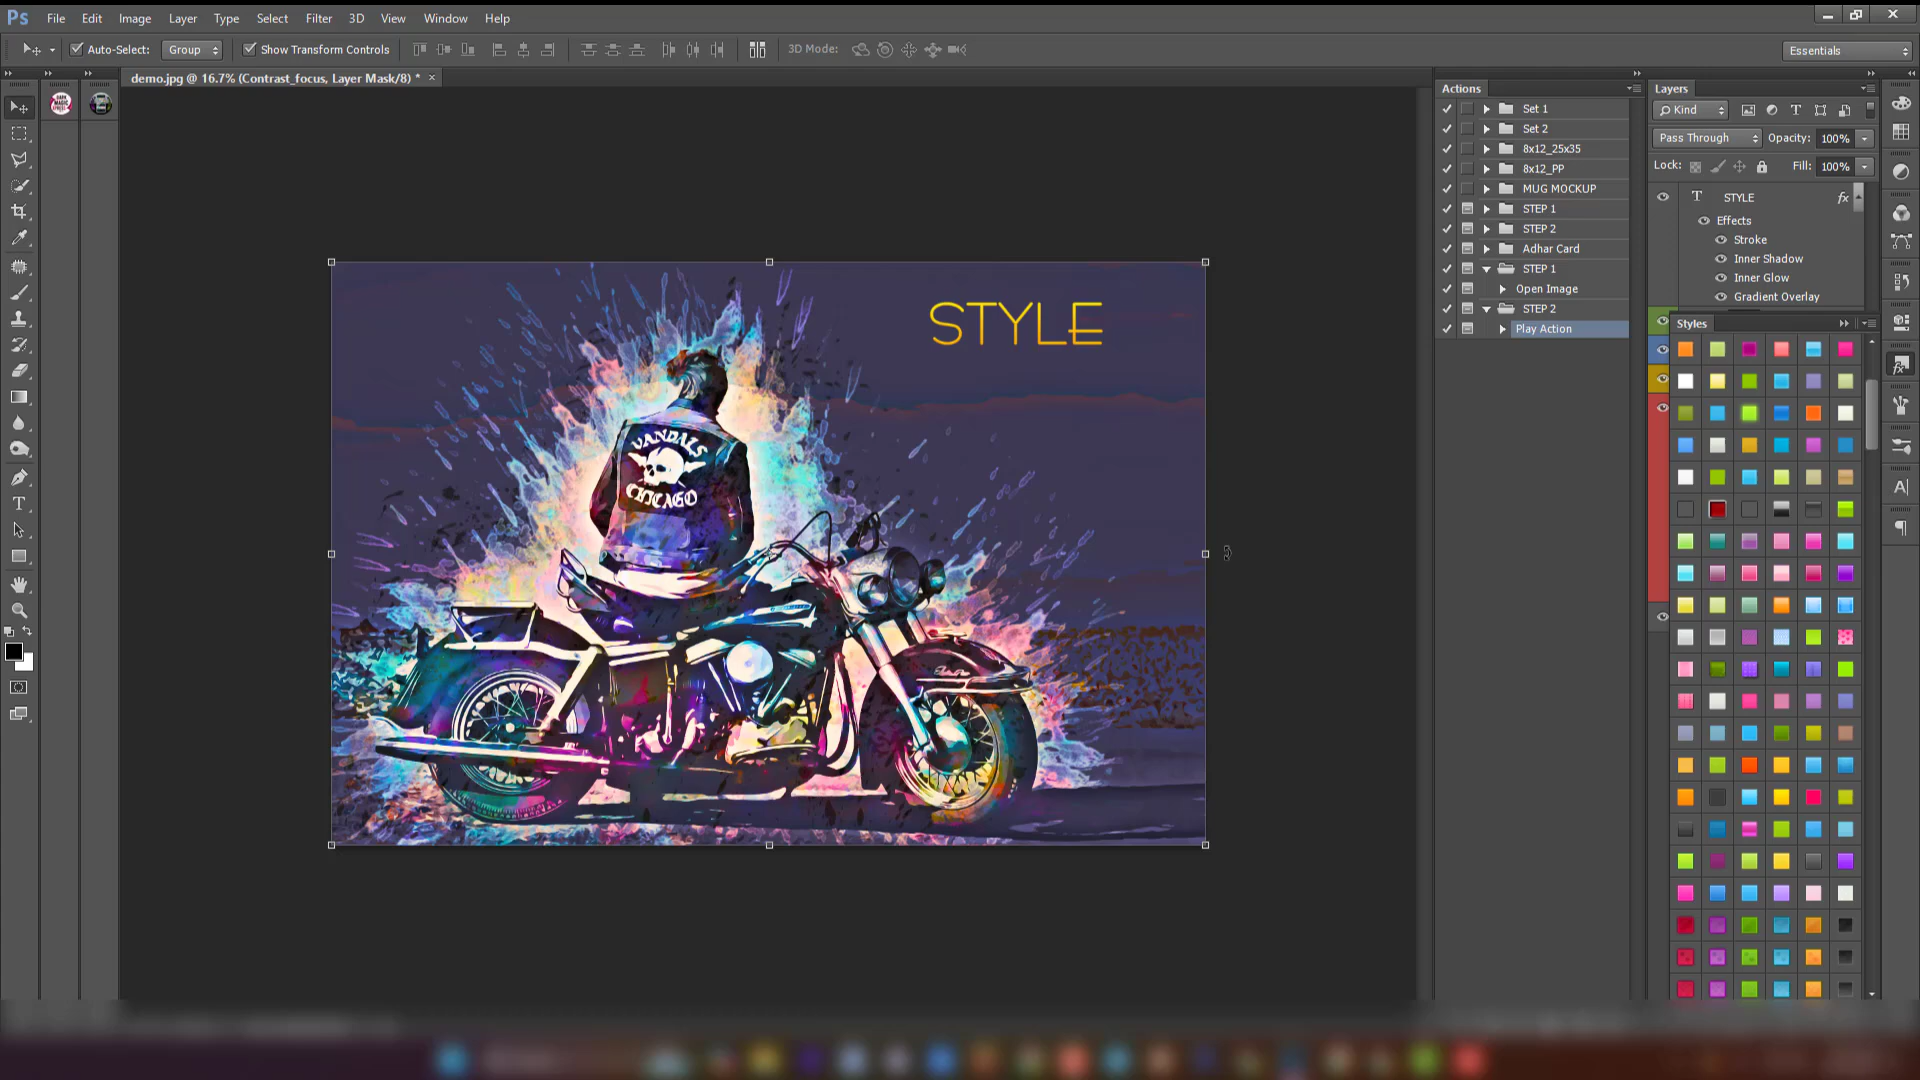 Ps File Edit Image Layer Type Select Filter 3D View Window Help
Auto-Select: Group Show Transform Controls 3D Mode: Essentials
demo.jpg @ 16.7% (Contrast_focus, Layer Mask/8) * ×
Actions
Set 1
Set 2
8x12_25x35
8x12_PP
MUG MOCKUP
STEP 1
STEP 2
Adhar Card
STEP 1
Open Image
STEP 2
Play Action
Layers
Kind
Pass Through Opacity: 100%
Lock: Fill: 100%
T STYLE fx
Effects
Stroke
Inner Shadow
Inner Glow
Gradient Overlay
Styles
STYLE
VANDALS
CHICAGO